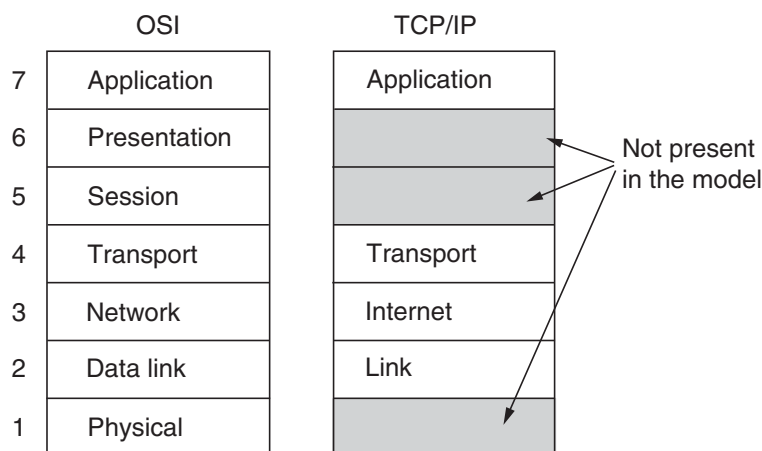 OSI TCP/IP
7 Application Application
6 Presentation
Not present
in the model
5 Session
4 Transport Transport
3 Network Internet
2 Data link Link
1 Physical